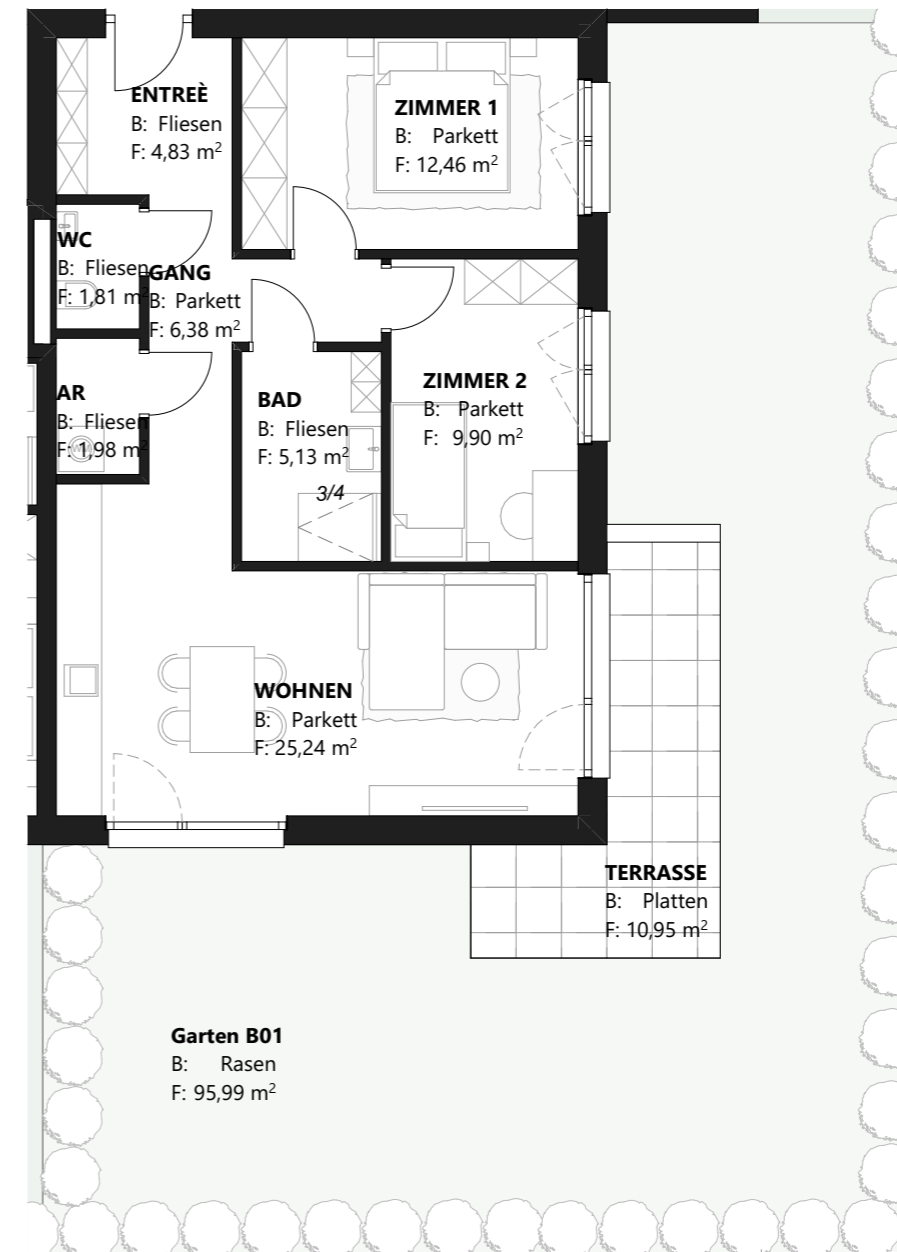 ENTREÈ
B: Fliesen
F: 4,83 m²
ZIMMER 1
B: Parkett
F: 12,46 m²
WC
B: Fliesen
F: 1,81 m²
GANG
B: Parkett
F: 6,38 m²
AR
B: Fliesen
F: 1,98 m²
BAD
B: Fliesen
F: 5,13 m²
3/4
ZIMMER 2
B: Parkett
F: 9,90 m²
WOHNEN
B: Parkett
F: 25,24 m²
TERRASSE
B: Platten
F: 10,95 m²
Garten B01
B: Rasen
F: 95,99 m²